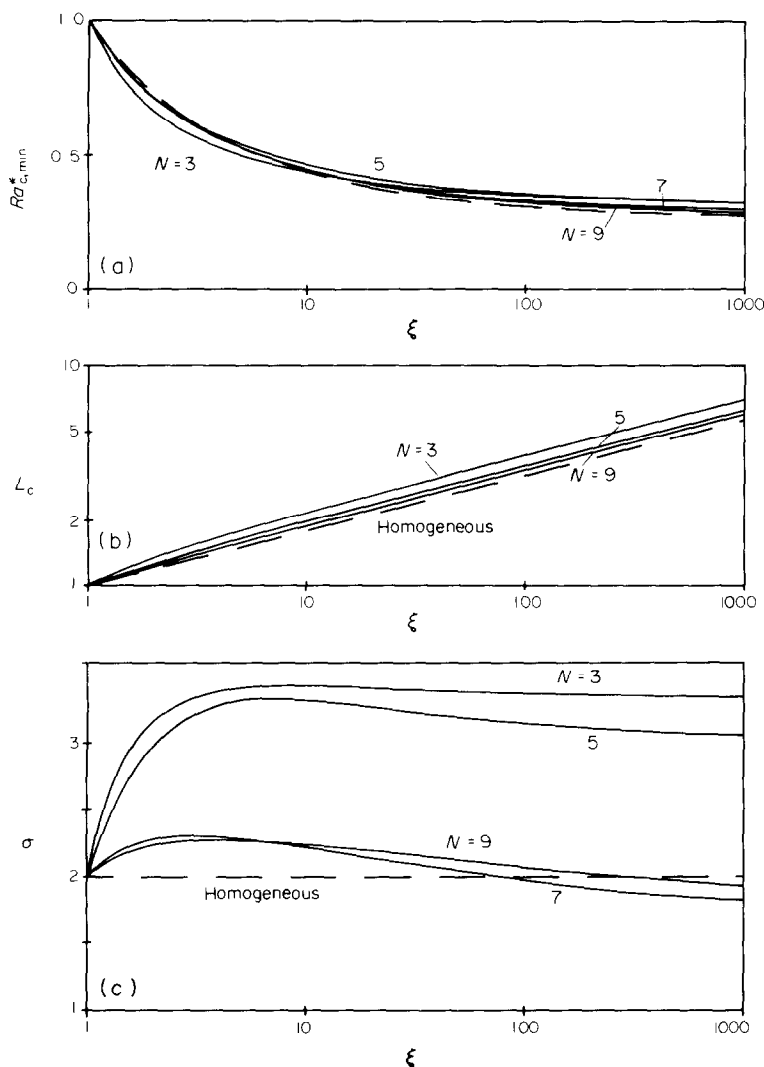 1 0
Ra*c,min
0 5
0
N = 3
5
7
N = 9
(a)
1
10
100
1000
ξ
10
5
Lc
2
1
N = 3
5
N = 9
Homogeneous
(b)
1
10
100
1000
ξ
3
σ
2
1
N = 3
5
N = 9
Homogeneous
7
(c)
1
10
100
1000
ξ